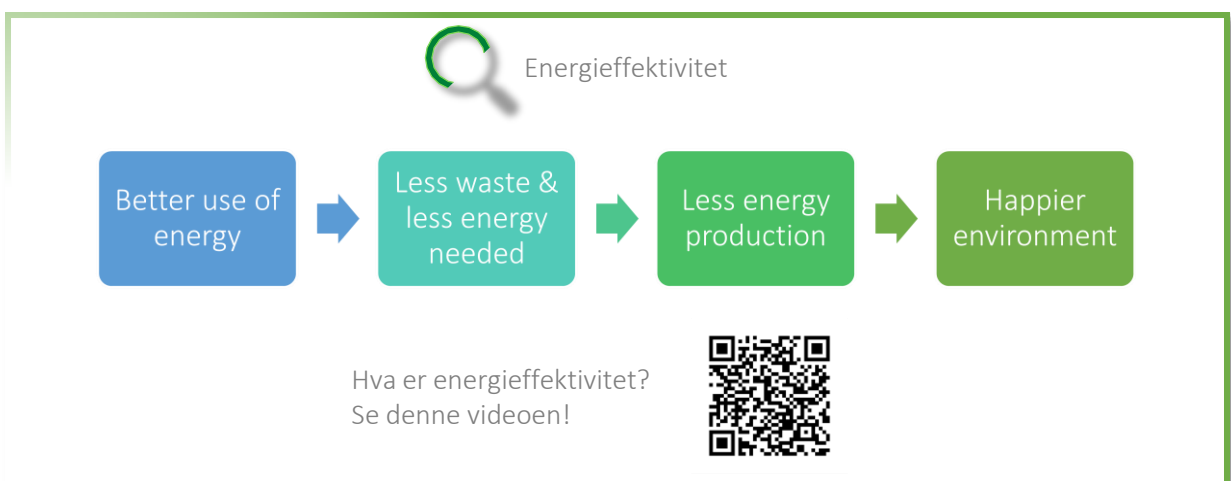 Energieffektivitet
Better use of
energy
Less waste &
less energy
needed
Less energy
production
Happier
environment
Hva er energieffektivitet?
Se denne videoen!